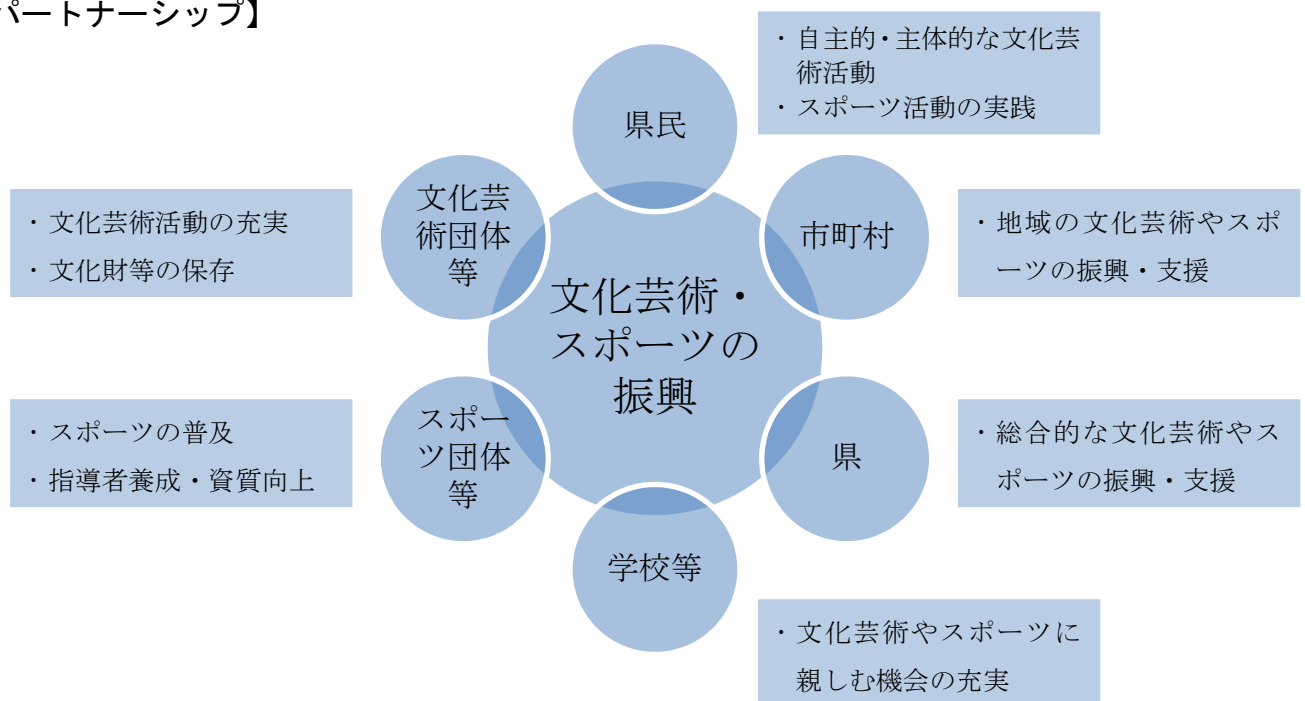 パートナーシップ】
・自主的・主体的な文化芸
術活動
・スポーツ活動の実践
県民
文化芸
術団体
等
市町村
・文化芸術活動の充実
・文化財等の保存
・地域の文化芸術やスポ
ーツの振興・支援
文化芸術・
スポーツの
振興
スポー
ツ団体
等
県
・スポーツの普及
・指導者養成・資質向上
・総合的な文化芸術やス
ポーツの振興・支援
学校等
・文化芸術やスポーツに
親しむ機会の充実